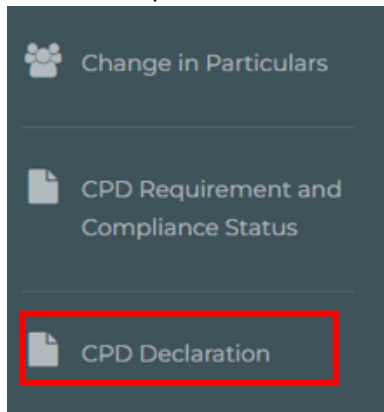 Change in Particulars
CPD Requirement and
Compliance Status
CPD Declaration